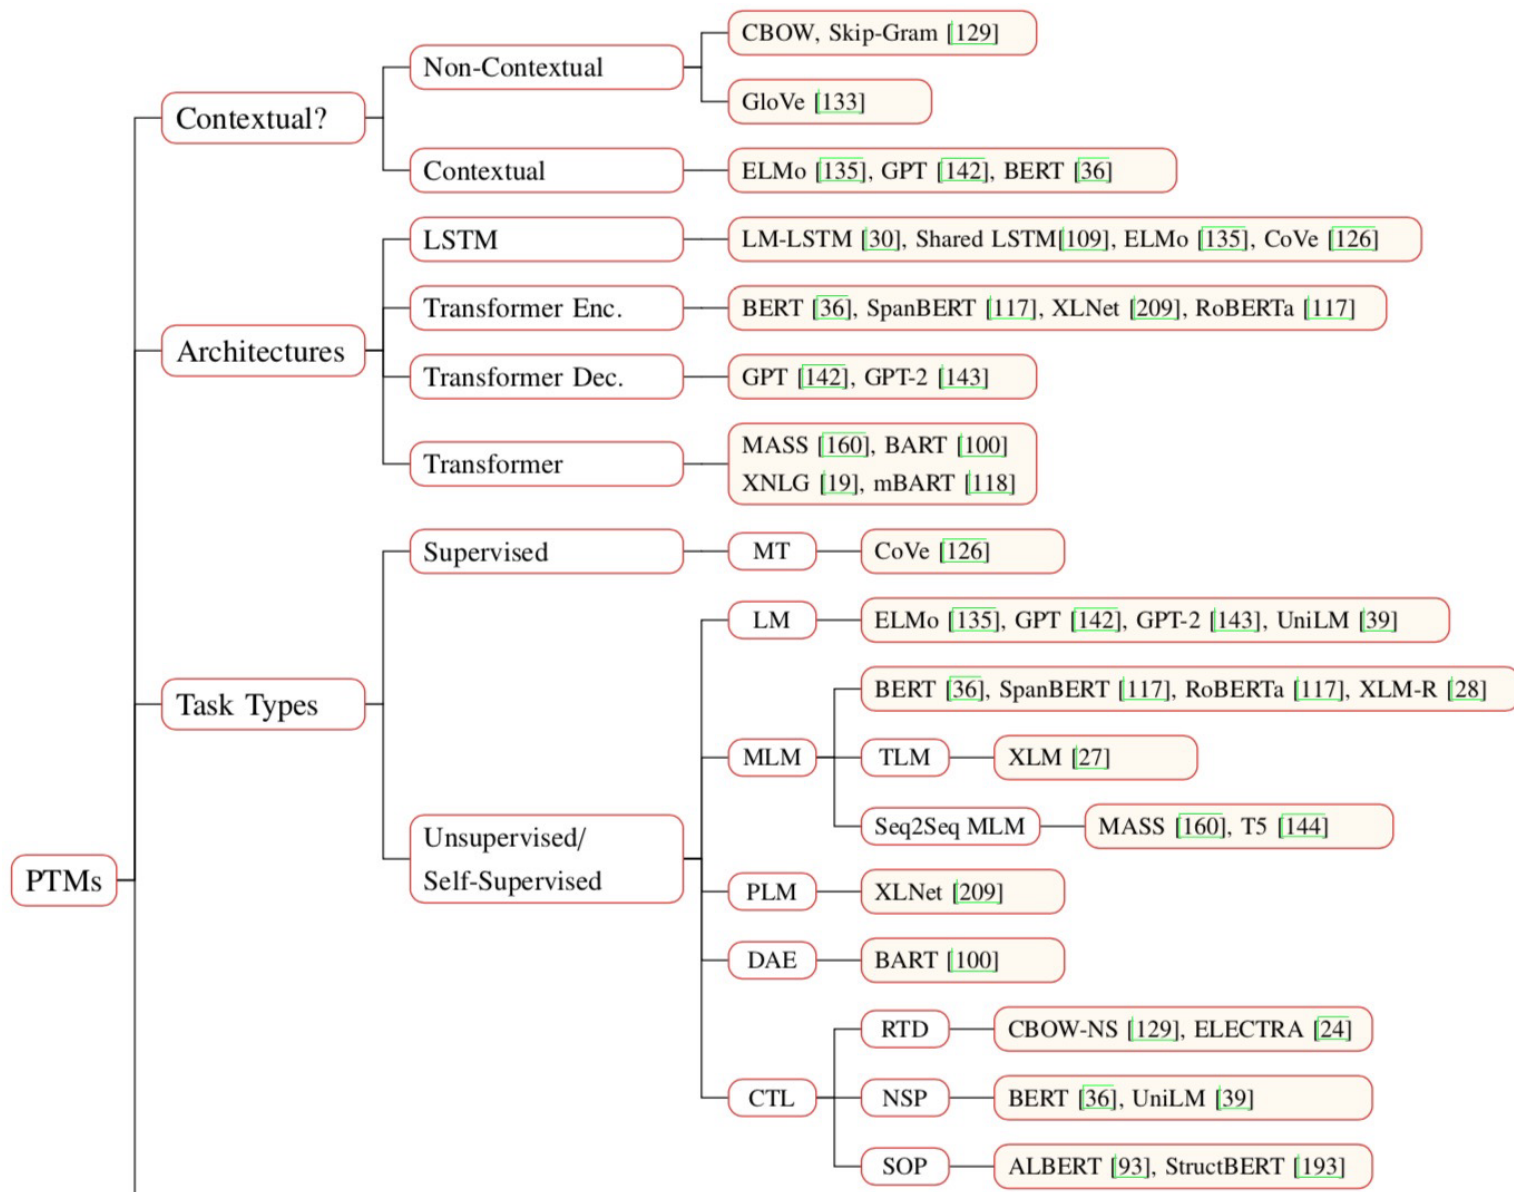 CBOW, Skip-Gram [129]
Non-Contextual
GloVe [133]
Contextual?
Contextual
ELMo [135], GPT [142], BERT [36]
LSTM
LM-LSTM [30], Shared LSTM[109], ELMo [135], CoVe [126]
Transformer Enc.
BERT [36], SpanBERT [117], XLNet [209], RoBERTa [117]
Architectures
Transformer Dec.
GPT [142], GPT-2 [143]
Transformer
MASS [160], BART [100]
XNLG [19], mBART [118]
Supervised
MT
CoVe [126]
LM
ELMo [135], GPT [142], GPT-2 [143], UniLM [39]
BERT [36], SpanBERT [117], RoBERTa [117], XLM-R [28]
Task Types
MLM
TLM
XLM [27]
Seq2Seq MLM
MASS [160], T5 [144]
Unsupervised/
Self-Supervised
PTMs
PLM
XLNet [209]
DAE
BART [100]
RTD
CBOW-NS [129], ELECTRA [24]
CTL
NSP
BERT [36], UniLM [39]
SOP
ALBERT [93], StructBERT [193]